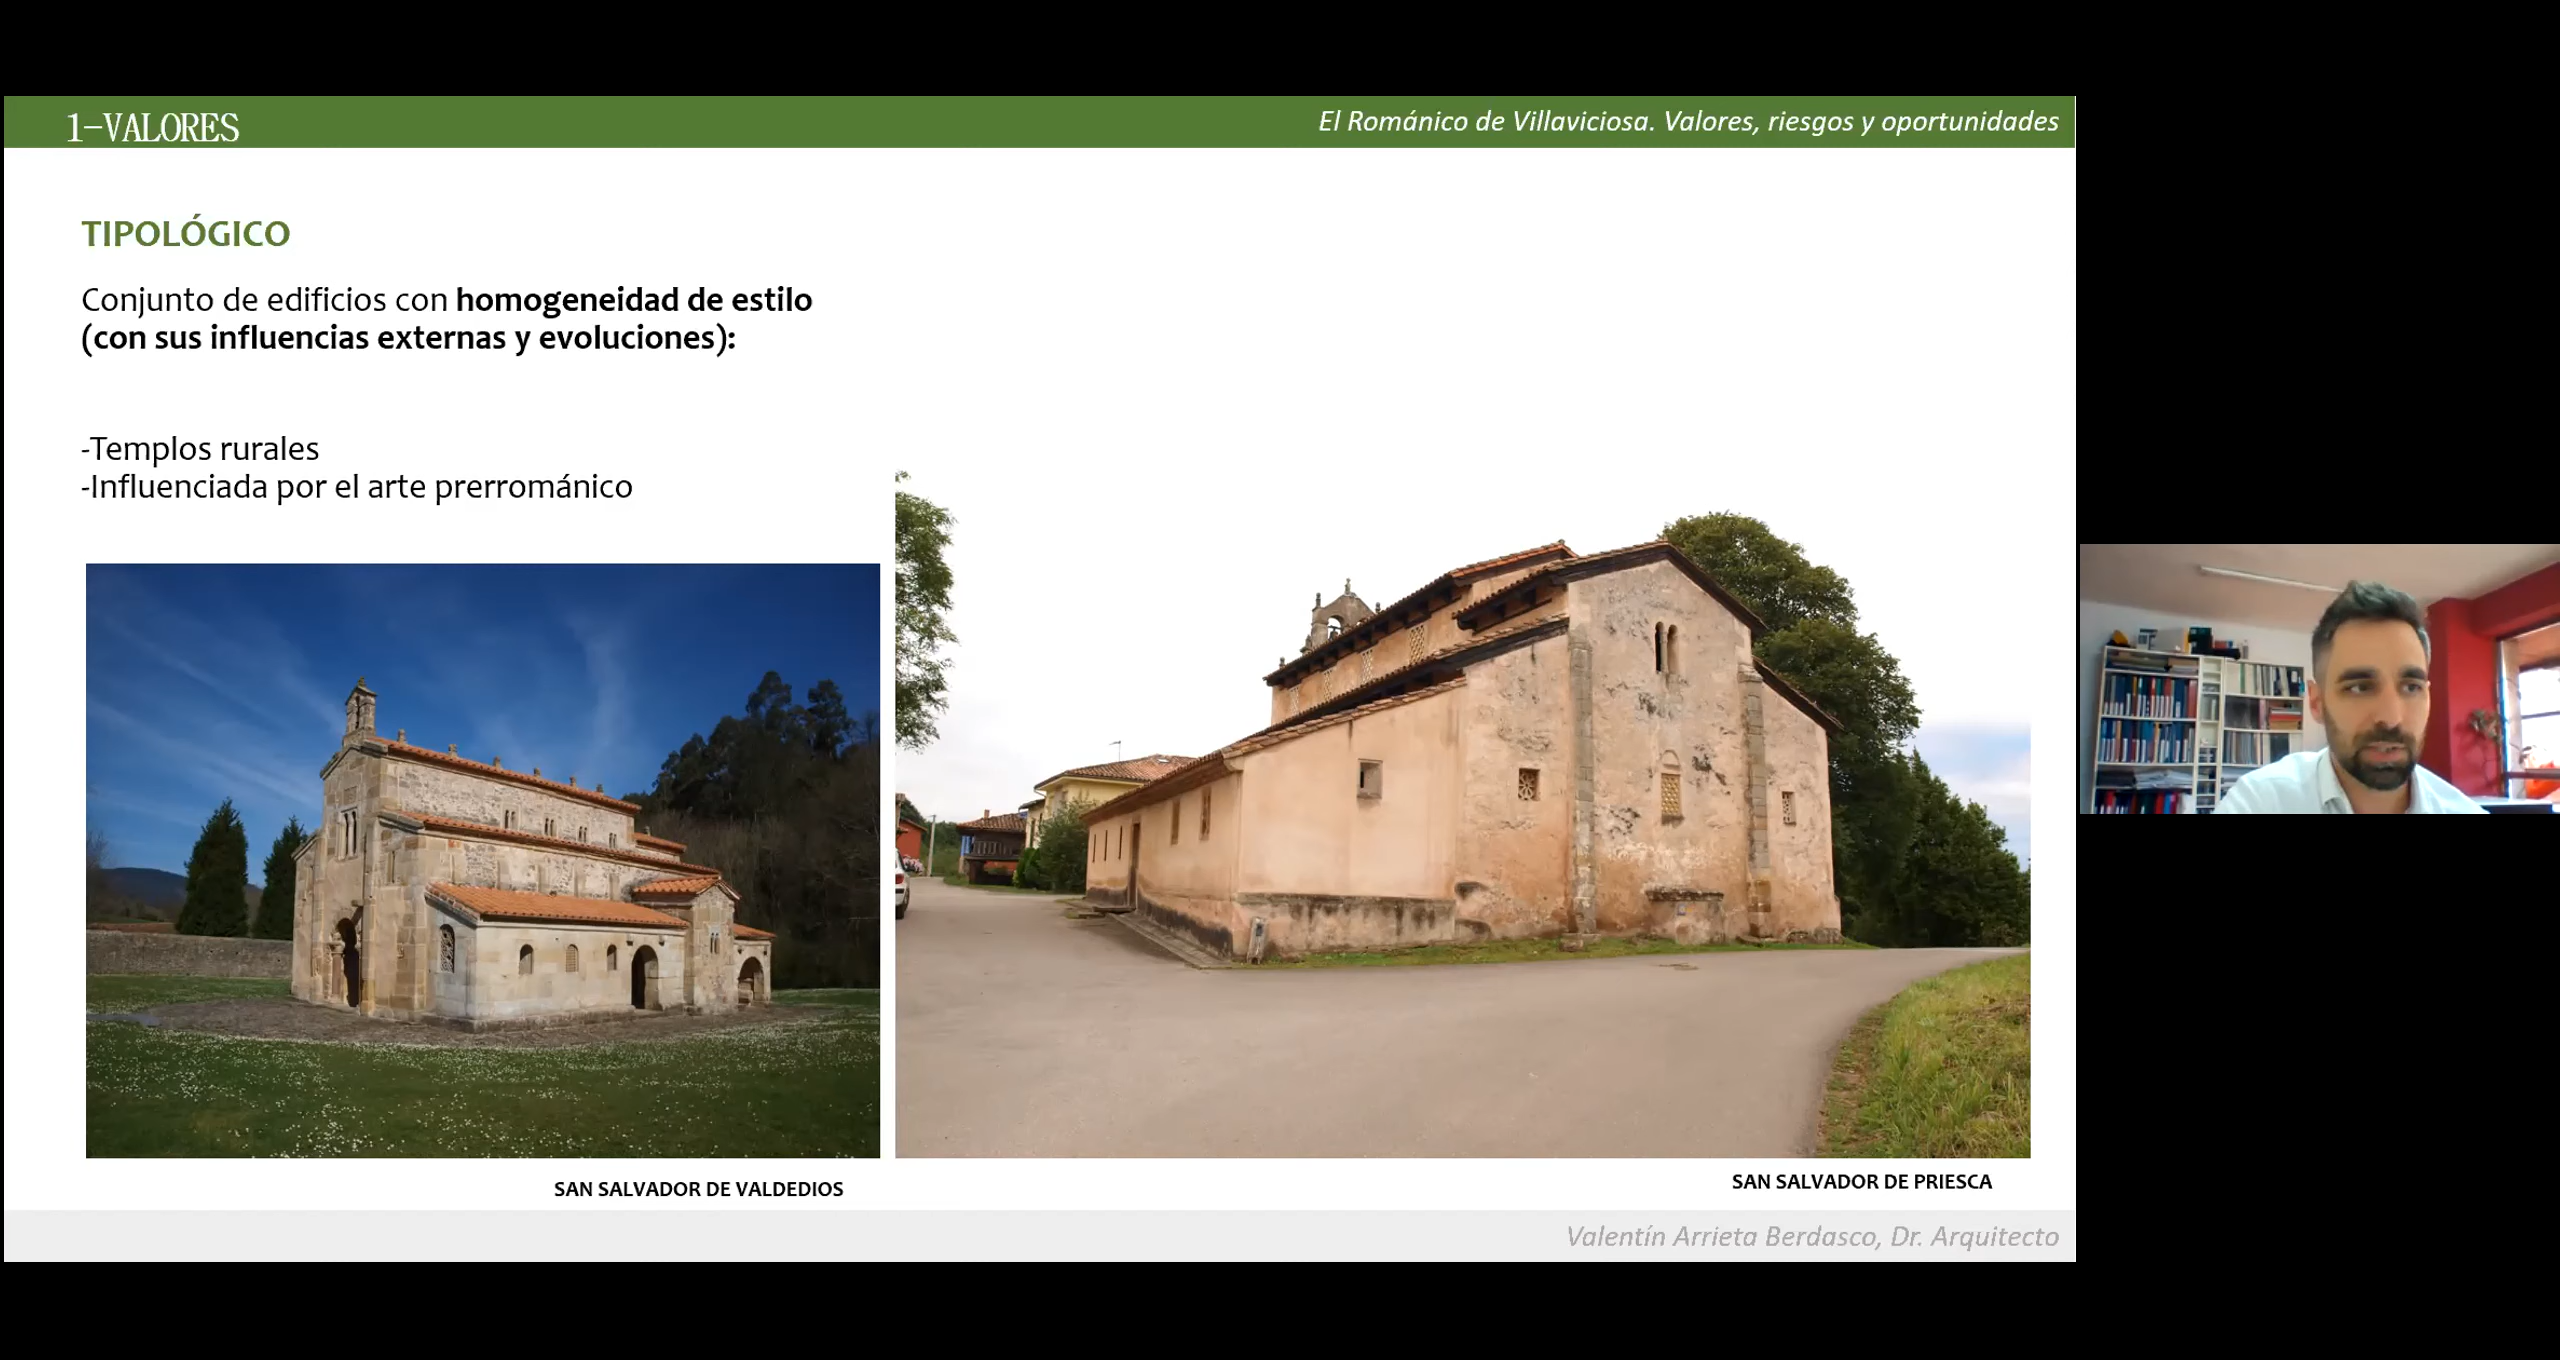 1-VALORES
El Románico de Villaviciosa. Valores, riesgos y oportunidades
TIPOLÓGICO
Conjunto de edificios con homogeneidad de estilo
(con sus influencias externas y evoluciones):
-Templos rurales
-Influenciada por el arte prerrománico
SAN SALVADOR DE VALDEDIOS
SAN SALVADOR DE PRIESCA
Valentín Arrieta Berdasco, Dr. Arquitecto